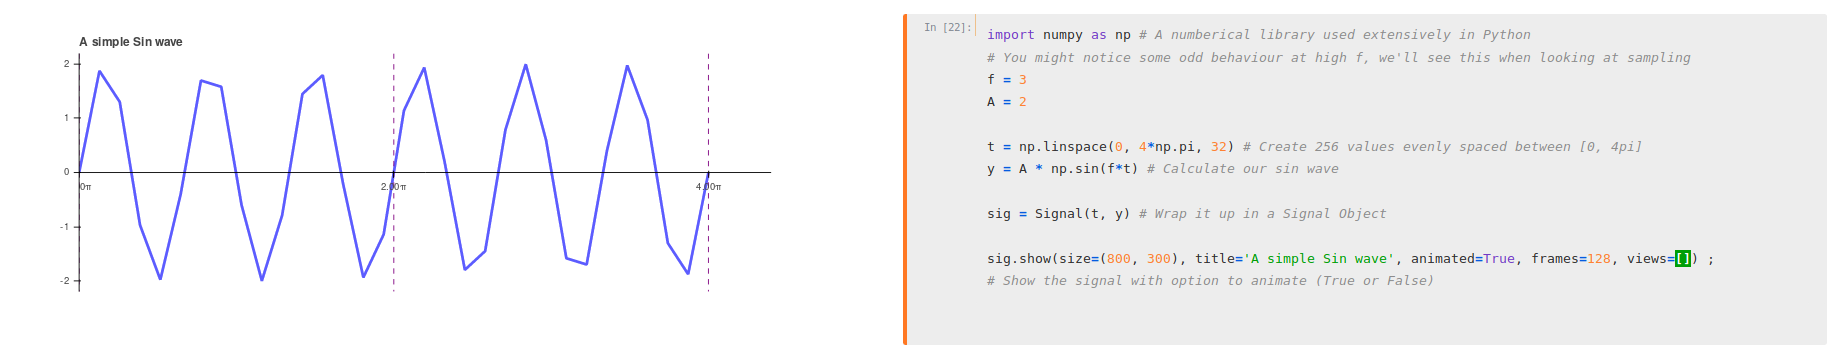 A simple Sin wave
2
1
0
-1
-2
0π
2.00π
4.00π
In [22]:
import numpy as np # A numberical library used extensively in Python
# You might notice some odd behaviour at high f, we'll see this when looking at sampling
f = 3
A = 2
t = np.linspace(0, 4*np.pi, 32) # Create 256 values evenly spaced between [0, 4pi]
y = A * np.sin(f*t) # Calculate our sin wave
sig = Signal(t, y) # Wrap it up in a Signal Object
sig.show(size=(800, 300), title='A simple Sin wave', animated=True, frames=128, views=[]) ;
# Show the signal with option to animate (True or False)